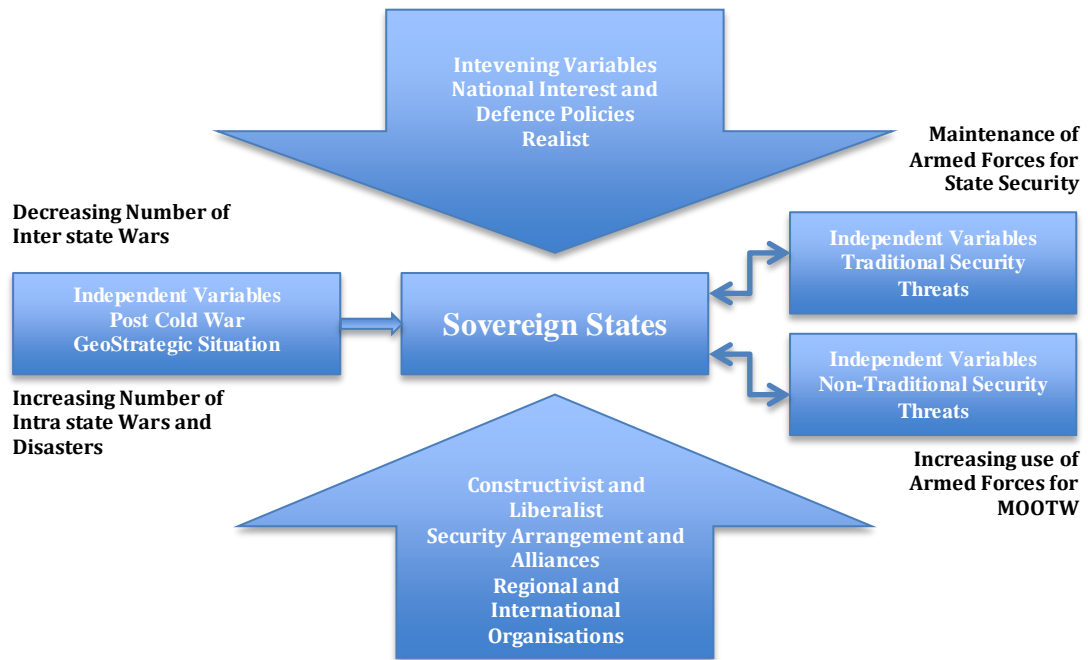 Intevening Variables
National Interest and
Defence Policies
Realist
Maintenance of
Armed Forces for
State Security
Decreasing Number of
Inter state Wars
Independent Variables
Traditional Security
Threats
Independent Variables
Post Cold War
GeoStrategic Situation
Sovereign States
Independent Variables
Non-Traditional Security
Threats
Increasing Number of
Intra state Wars and
Disasters
Increasing use of
Armed Forces for
MOOTW
Constructivist and
Liberalist
Security Arrangement and
Alliances
Regional and
International
Organisations